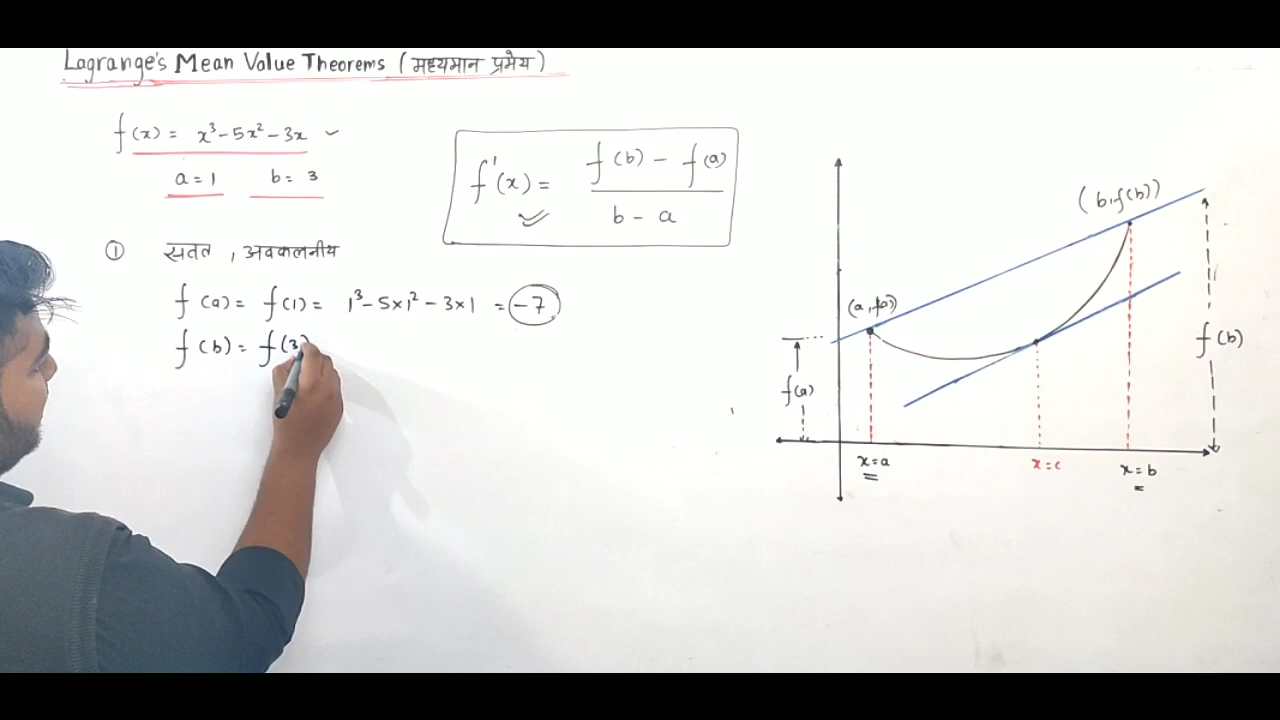 Lagrange's Mean Value Theorems (मध्यमान प्रमेय)
f(x) = x³ - 5x² - 3x
a = 1 b = 3
① सतत , अवकलनीय
f(a) = f(1) = 1³ - 5×1² - 3×1 = -7
f(b) = f(3)
f'(x) = f(b) - f(a)
b - a
(b, f(b))
(a, f(a))
f(a)
f(b)
x = a
x = c
x = b